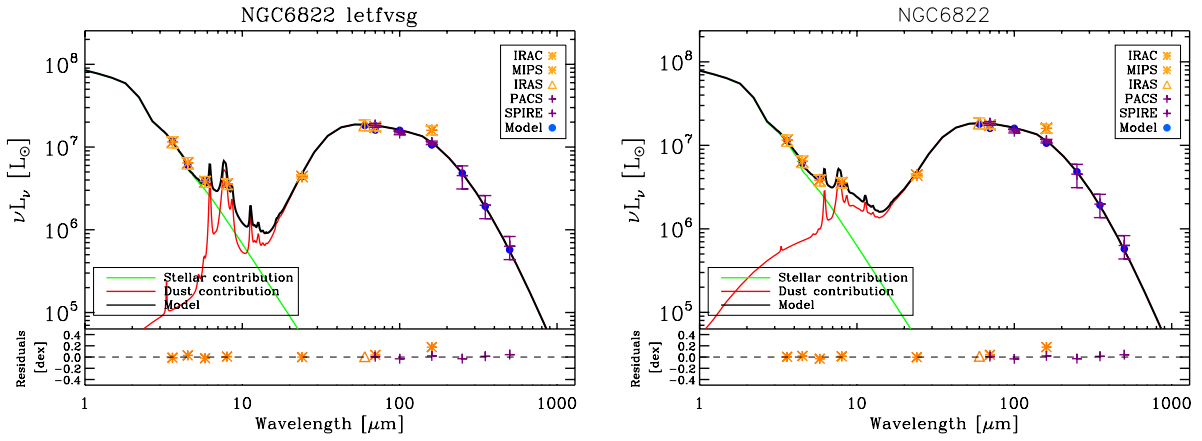 NGC6822 letfvsg
νLν [L⊙]
10^8
10^7
10^6
10^5
IRAC
MIPS
IRAS
PACS
SPIRE
Model
Stellar contribution
Dust contribution
Model
Residuals [dex]
0.4
0.2
0.0
-0.2
-0.4
1 10 100 1000
Wavelength [μm]
NGC6822
νLν [L⊙]
10^8
10^7
10^6
10^5
IRAC
MIPS
IRAS
PACS
SPIRE
Model
Stellar contribution
Dust contribution
Model
Residuals [dex]
0.4
0.2
0.0
-0.2
-0.4
1 10 100 1000
Wavelength [μm]